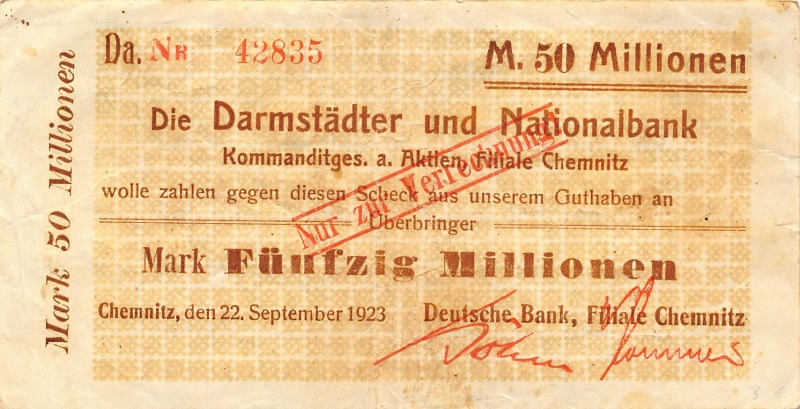 Da. Nr 42835
M. 50 Millionen
Mark 50 Millionen
Die Darmstädter und Nationalbank
Kommanditges. a. Aktien, Filiale Chemnitz
wolle zahlen gegen diesen Scheck aus unserem Guthaben an
Überbringer
Nur zur Verrechnung!
Mark Fünfzig Millionen
Chemnitz, den 22. September 1923
Deutsche Bank, Filiale Chemnitz